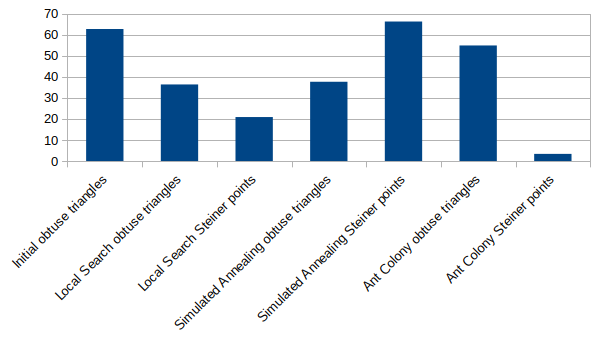 70
60
50
40
30
20
10
0
Initial obtuse triangles
Local Search obtuse triangles
Local Search Steiner points
Simulated Annealing obtuse triangles
Simulated Annealing Steiner points
Ant Colony obtuse triangles
Ant Colony Steiner points